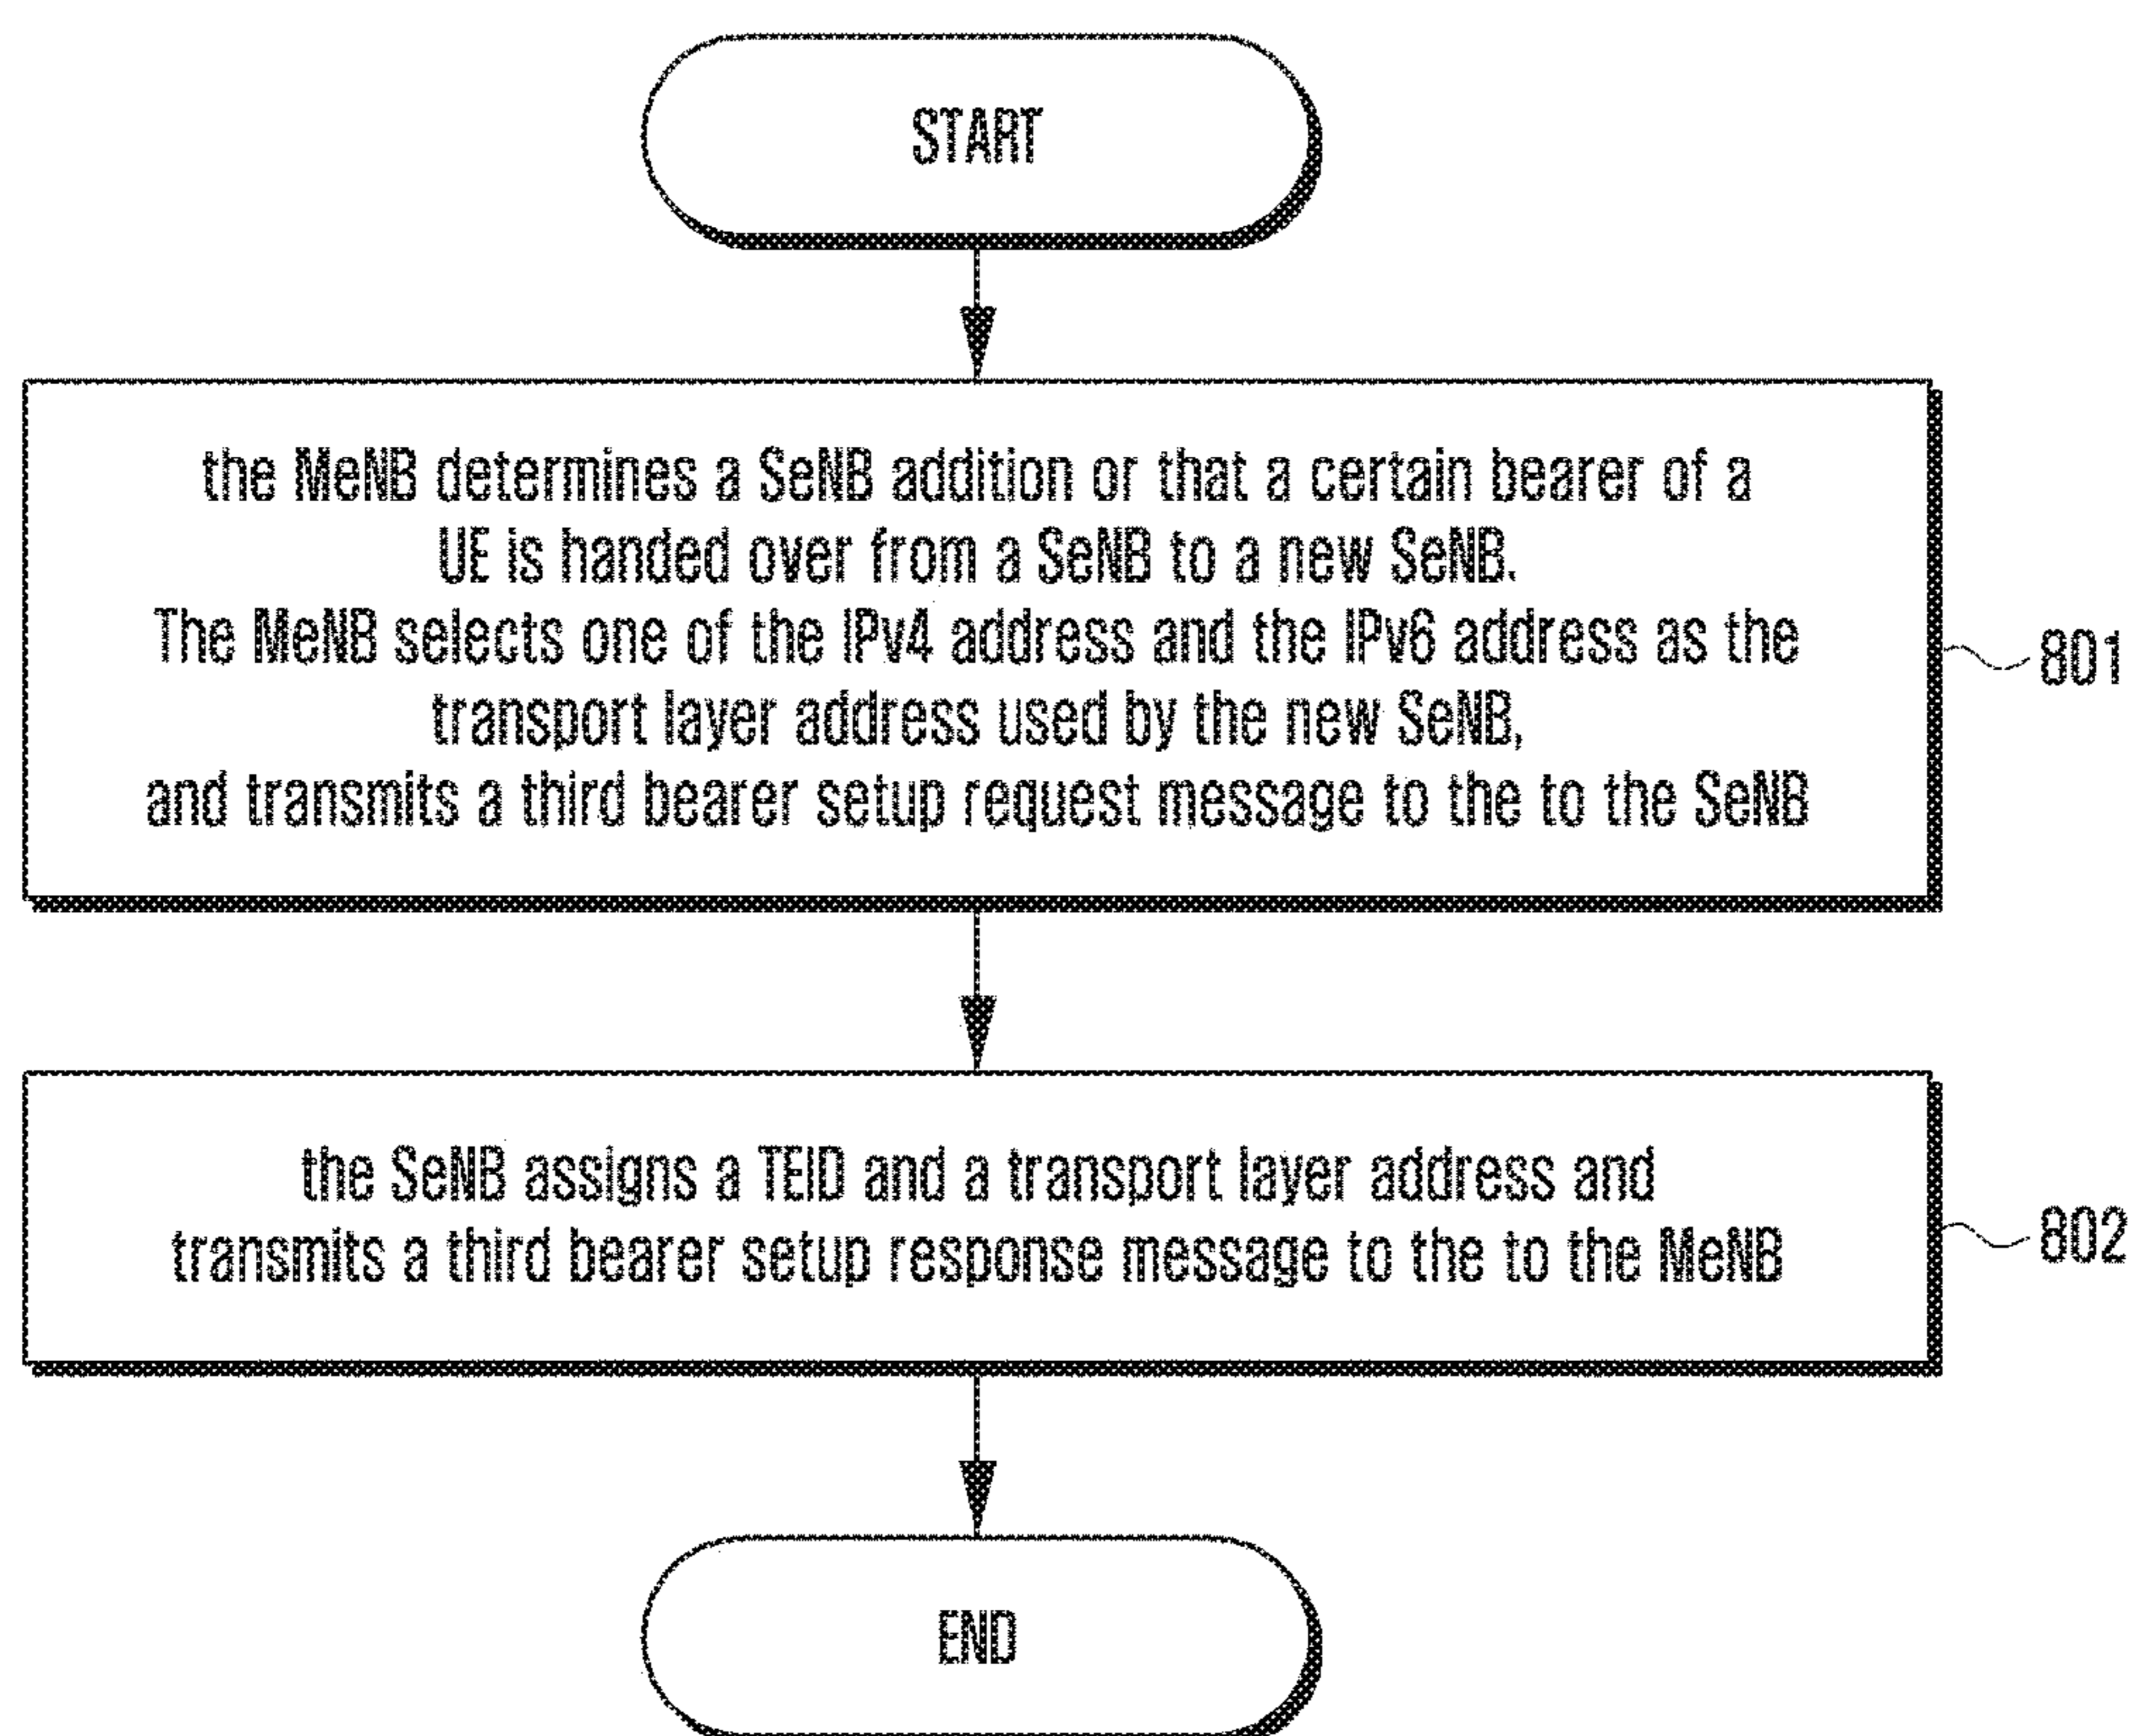 START
the MeNB determines a SeNB addition or that a certain bearer of a
UE is handed over from a SeNB to a new SeNB.
The MeNB selects one of the IPv4 address and the IPv6 address as the
transport layer address used by the new SeNB,
and transmits a third bearer setup request message to the to the SeNB
801
the SeNB assigns a TEID and a transport layer address and
transmits a third bearer setup response message to the to the MeNB
802
END